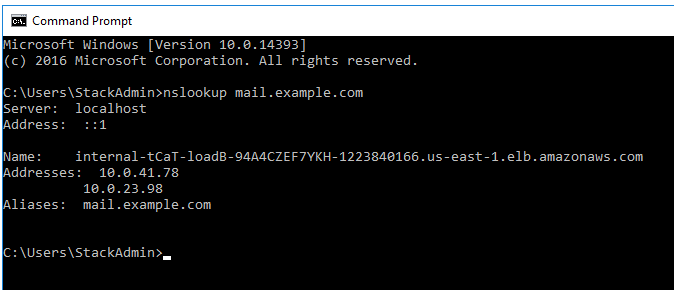 Command Prompt
Microsoft Windows [Version 10.0.14393]
(c) 2016 Microsoft Corporation. All rights reserved.
C:\Users\StackAdmin>nslookup mail.example.com
Server:  localhost
Address:  ::1
Name:    internal-tCaT-loadB-94A4CZEF7YKH-1223840166.us-east-1.elb.amazonaws.com
Addresses:  10.0.41.78
          10.0.23.98
Aliases:  mail.example.com
C:\Users\StackAdmin>